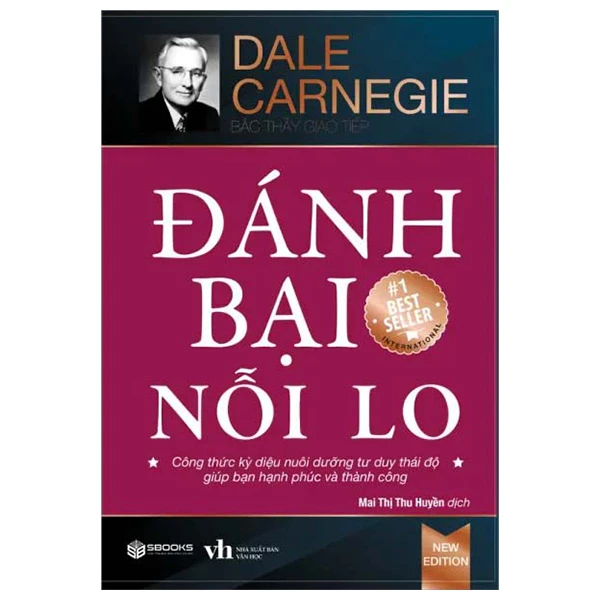 DALE
CARNEGIE
BẬC THẦY GIAO TIẾP
ĐÁNH
BẠI
#1
BEST
SELLER
INTERNATIONAL
NỖI LO
Công thức kỳ diệu nuôi dưỡng tư duy thái độ
giúp bạn hạnh phúc và thành công
Mai Thị Thu Huyền dịch
SBOOKS
vh
NHÀ XUẤT BẢN
VĂN HỌC
NEW
EDITION